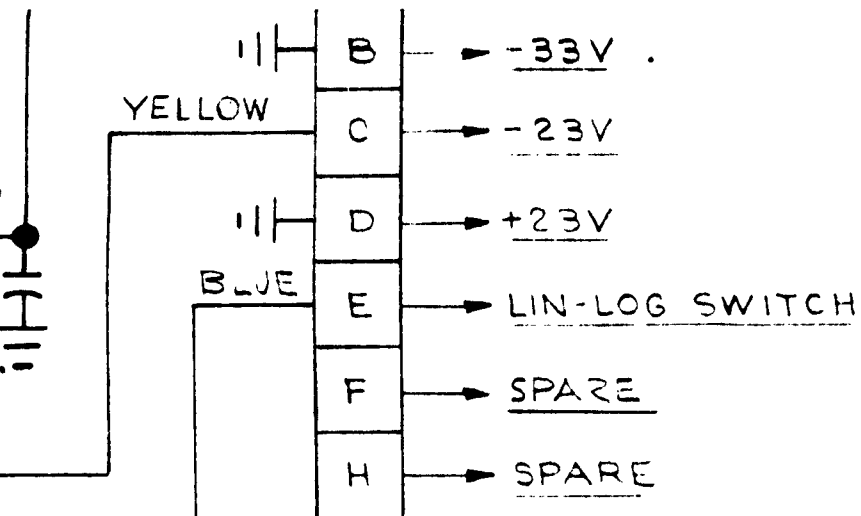 B -33V
YELLOW C -23V
D +23V
BLUE E LIN-LOG SWITCH
F SPARE
H SPARE